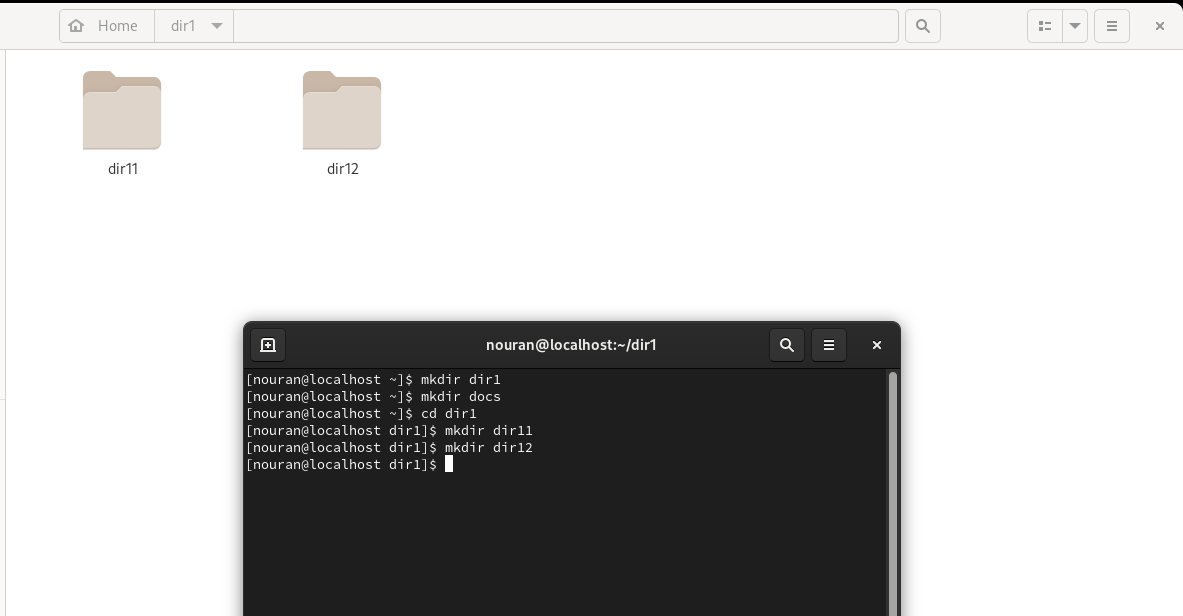 Home dir1
dir11 dir12
nouran@localhost:~/dir1
[nouran@localhost ~]$ mkdir dir1
[nouran@localhost ~]$ mkdir docs
[nouran@localhost ~]$ cd dir1
[nouran@localhost dir1]$ mkdir dir11
[nouran@localhost dir1]$ mkdir dir12
[nouran@localhost dir1]$